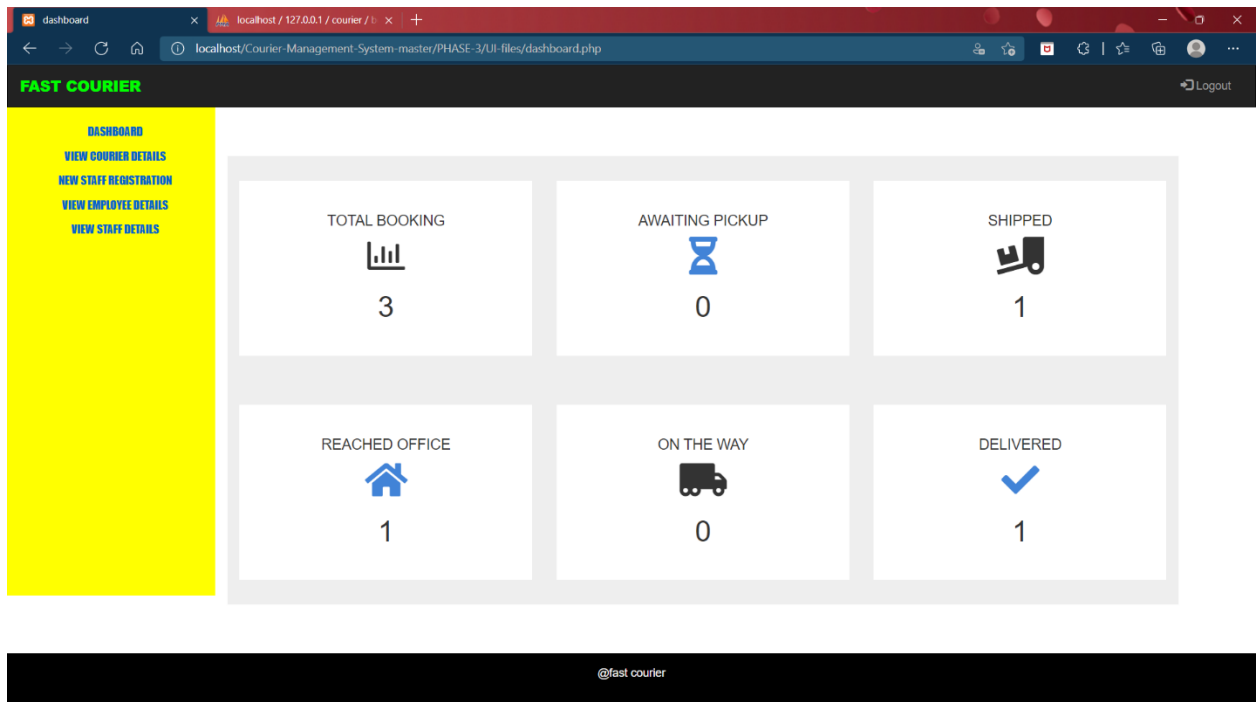 dashboard
localhost / 127.0.0.1 / courier / b
localhost/Courier-Management-System-master/PHASE-3/UI-files/dashboard.php
FAST COURIER
Logout
DASHBOARD
VIEW COURIER DETAILS
NEW STAFF REGISTRATION
VIEW EMPLOYEE DETAILS
VIEW STAFF DETAILS
TOTAL BOOKING
3
AWAITING PICKUP
0
SHIPPED
1
REACHED OFFICE
1
ON THE WAY
0
DELIVERED
1
@fast courier